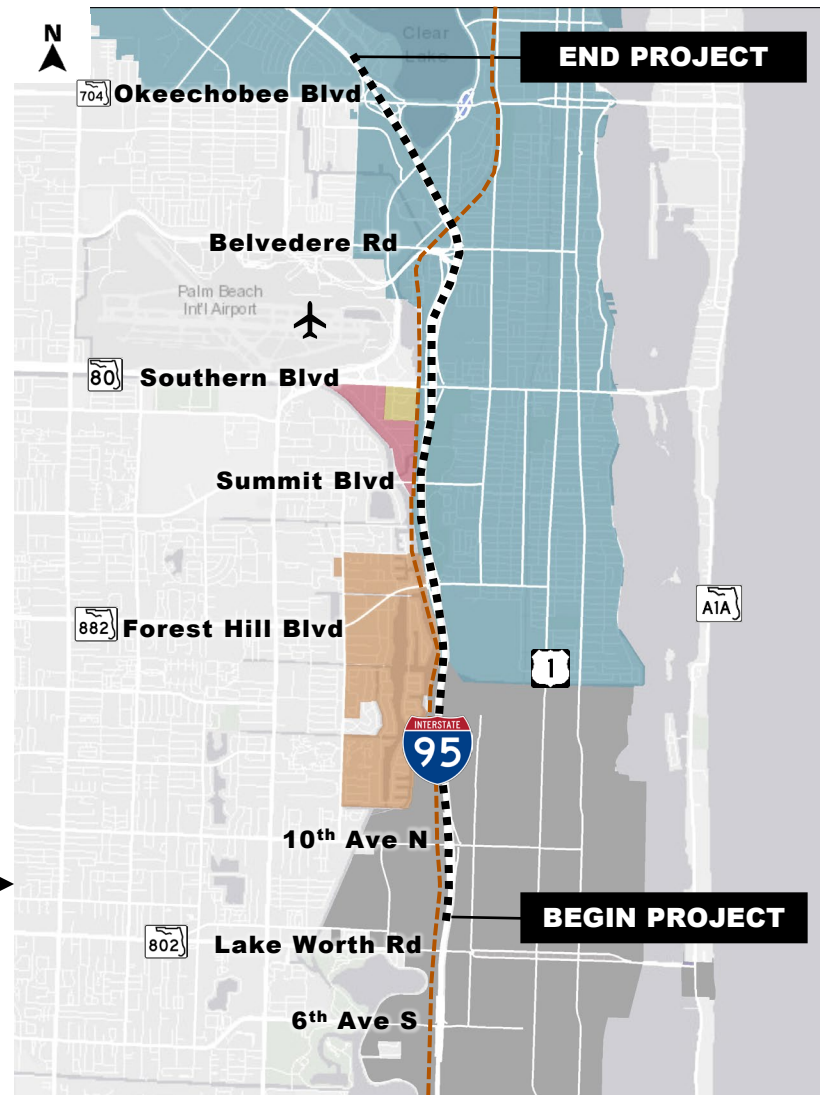 N
Clear
Lake
END PROJECT
704 Okeechobee Blvd
Belvedere Rd
Palm Beach
Int'l Airport
80 Southern Blvd
Summit Blvd
A1A
882 Forest Hill Blvd
1
INTERSTATE
95
10th Ave N
BEGIN PROJECT
802 Lake Worth Rd
6th Ave S